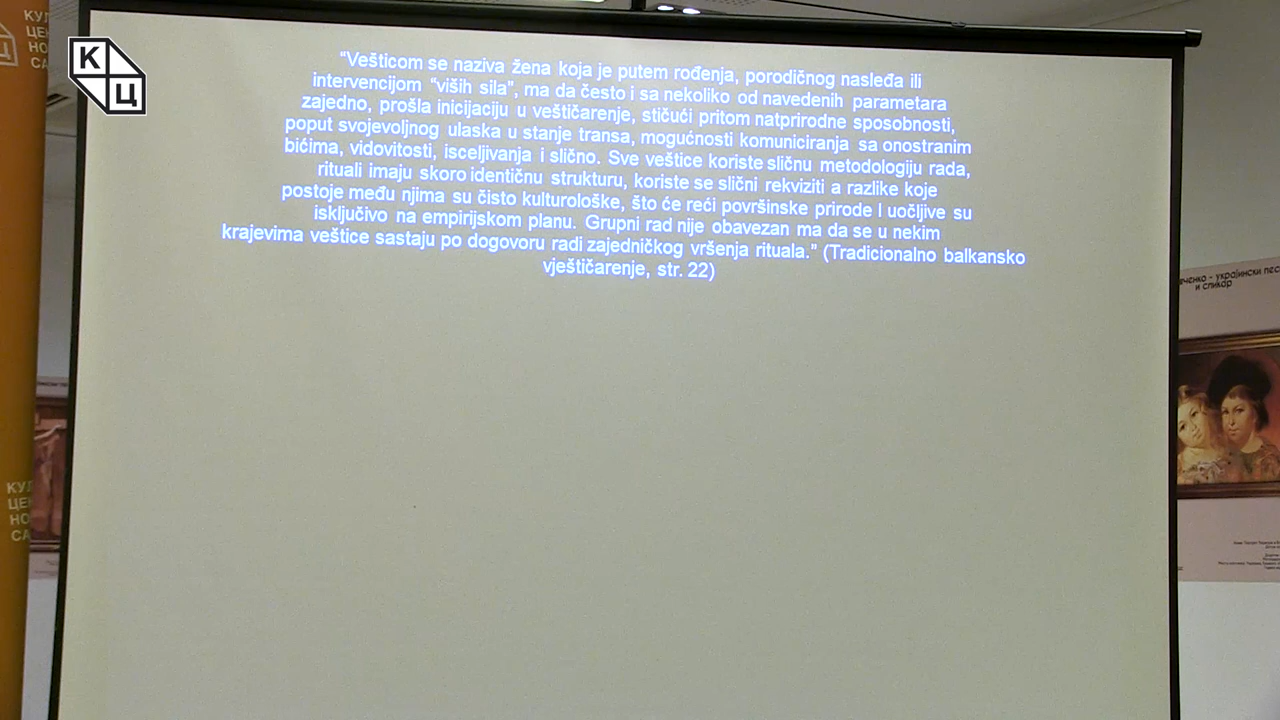 К
Ц
"Vešticom se naziva žena koja je putem rođenja, porodičnog nasleđa ili
intervencijom "viših sila", ma da često i sa nekoliko od navedenih parametara
zajedno, prošla inicijaciju u veštičarenje, stičući pritom natprirodne sposobnosti,
poput svojevoljnog ulaska u stanje transa, mogućnosti komuniciranja sa onostranim
bićima, vidovitosti, isceljivanja i slično. Sve veštice koriste sličnu metodologiju rada,
rituali imaju skoro identičnu strukturu, koriste se slični rekviziti a razlike koje
postoje među njima su čisto kulturološke, što će reći površinske prirode I uočljive su
isključivo na empirijskom planu. Grupni rad nije obavezan ma da se u nekim
krajevima veštice sastaju po dogovoru radi zajedničkog vršenja rituala." (Tradicionalno balkansko
vještičarenje, str. 22)
- украјински
и сликар